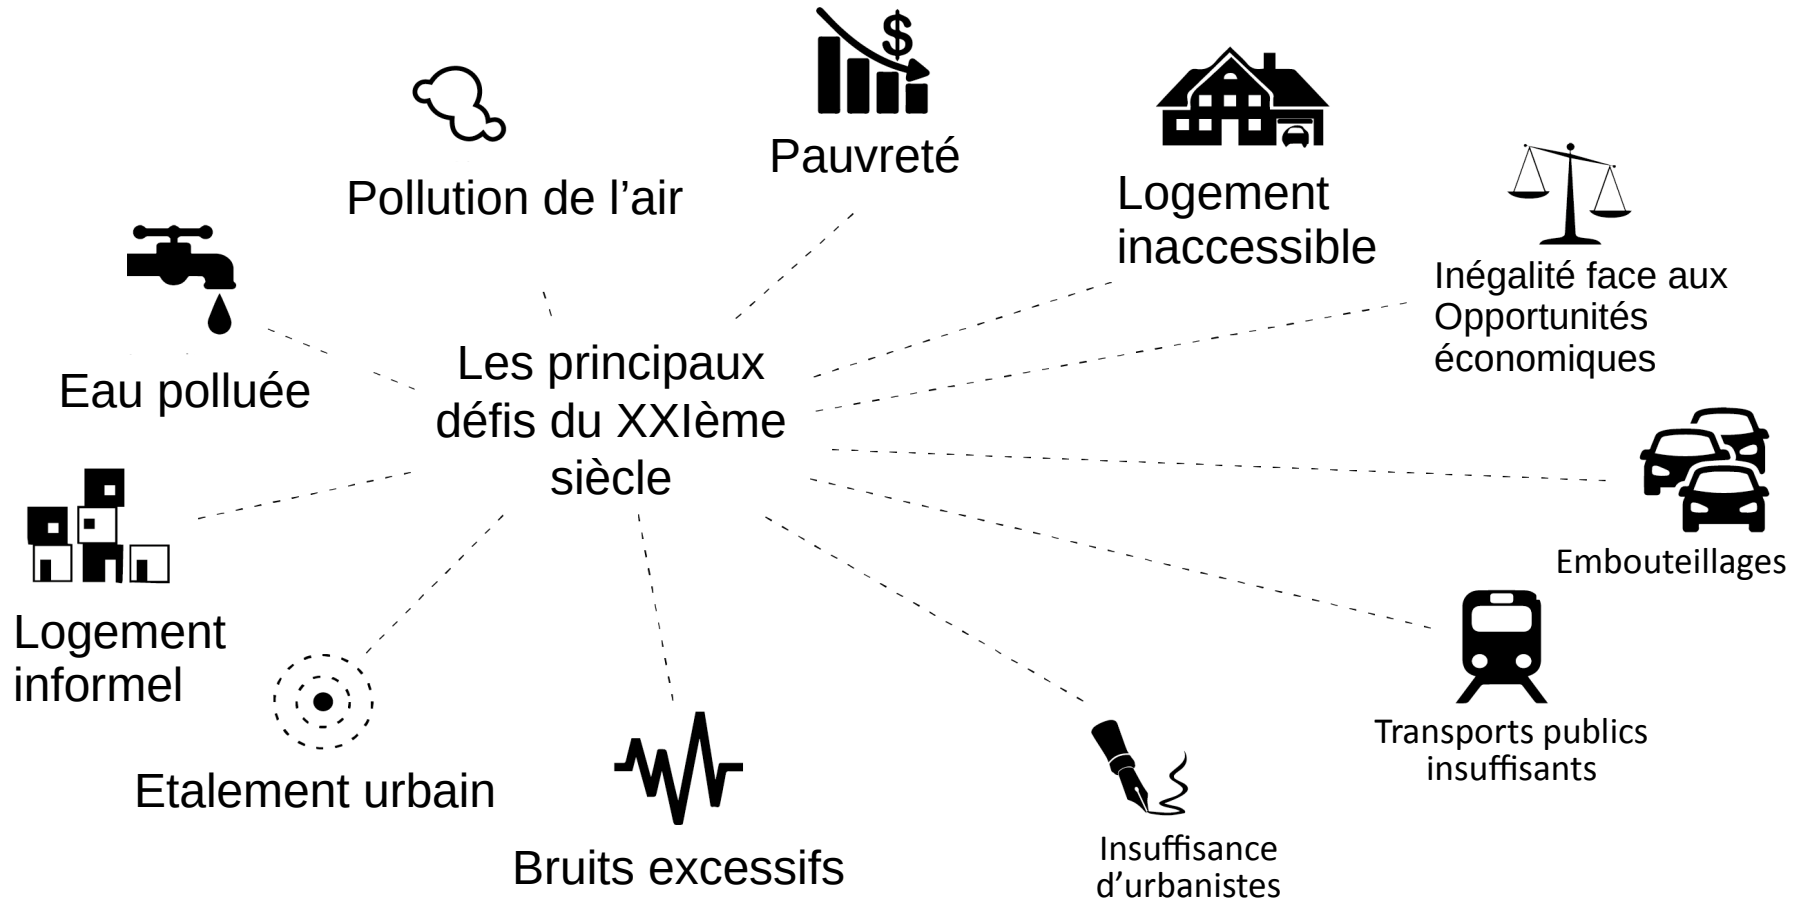 Pauvreté
Pollution de l’air
Logement
inaccessible
Inégalité face aux
Opportunités
économiques
Eau polluée
Les principaux
défis du XXIème
siècle
Embouteillages
Logement
informel
Transports publics
insuffisants
Etalement urbain
Bruits excessifs
Insuffisance
d’urbanistes
$